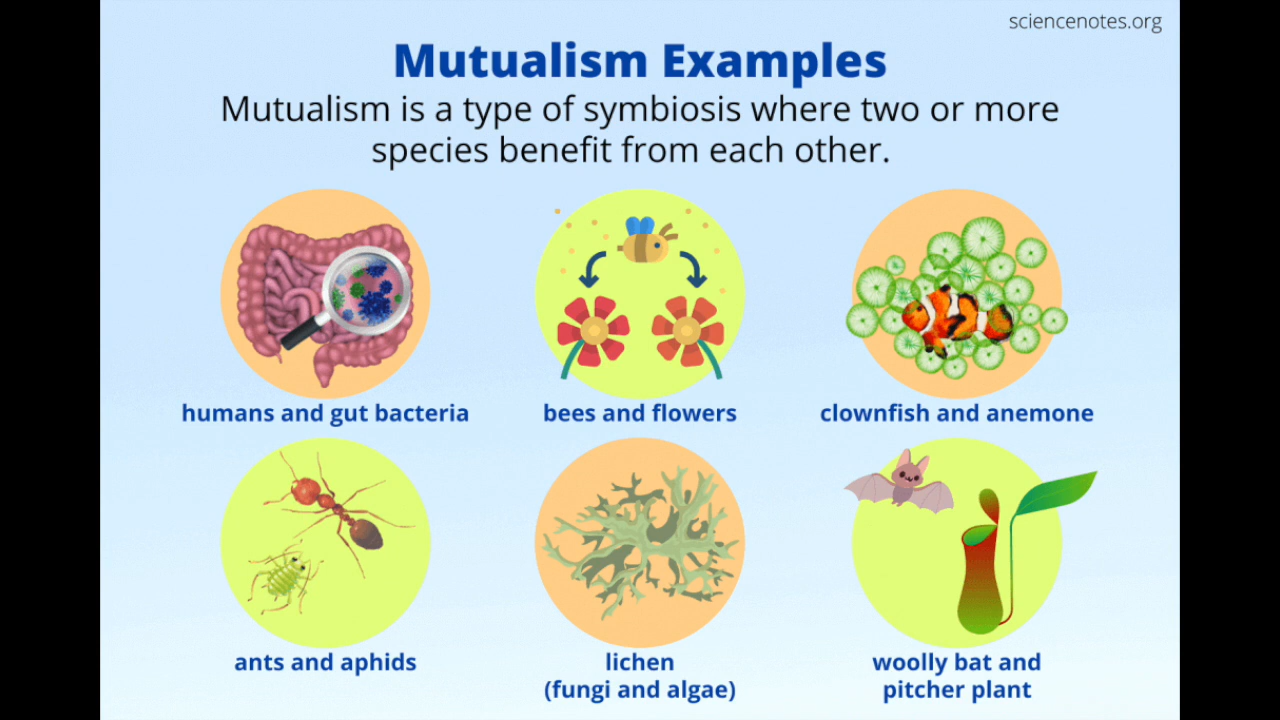 sciencenotes.org
Mutualism Examples
Mutualism is a type of symbiosis where two or more
species benefit from each other.
humans and gut bacteria
bees and flowers
clownfish and anemone
ants and aphids
lichen
(fungi and algae)
woolly bat and
pitcher plant